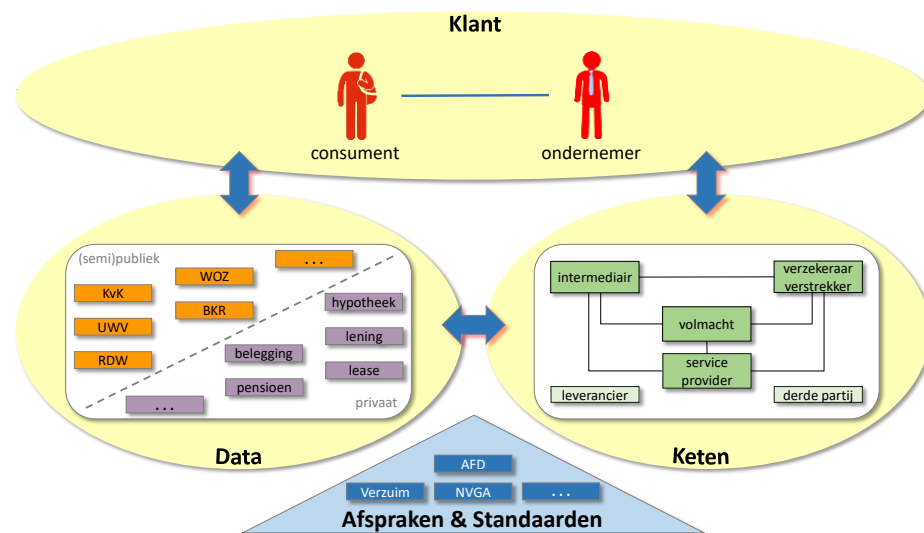 Klant
consument
ondernemer
(semi)publiek
. . .
WOZ
KvK
hypotheek
BKR
UWV
lening
belegging
RDW
lease
pensioen
. . .
privaat
Data
intermediair
verzekeraar
verstrekker
volmacht
service
provider
leverancier
derde partij
Keten
AFD
Verzuim
NVGA
. . .
Afspraken & Standaarden